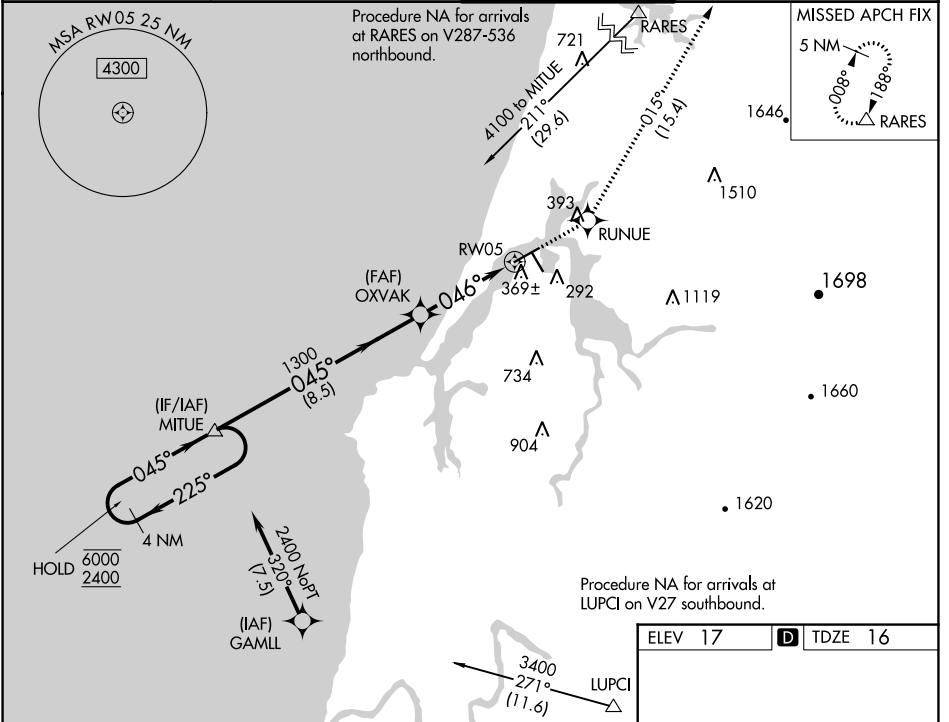 MSA RW05 25 NM
4300
Procedure NA for arrivals
at RARES on V287-536
northbound.
721
RARES
4100 to MITUE
211°
(29.6)
015°
(15.4)
1646
MISSED APCH FIX
5 NM
008°
188°
RARES
1510
393
RUNUE
RW05
369±
292
1119
1698
(FAF)
OXVAK
046°
1300
045°
(8.5)
734
1660
(IF/IAF)
MITUE
904
045°
225°
4 NM
1620
HOLD
6000
2400
2400 NoPT
320°
(7.5)
(IAF)
GAMLL
Procedure NA for arrivals at
LUPCI on V27 southbound.
ELEV 17
D
TDZE 16
3400
271°
(11.6)
LUPCI